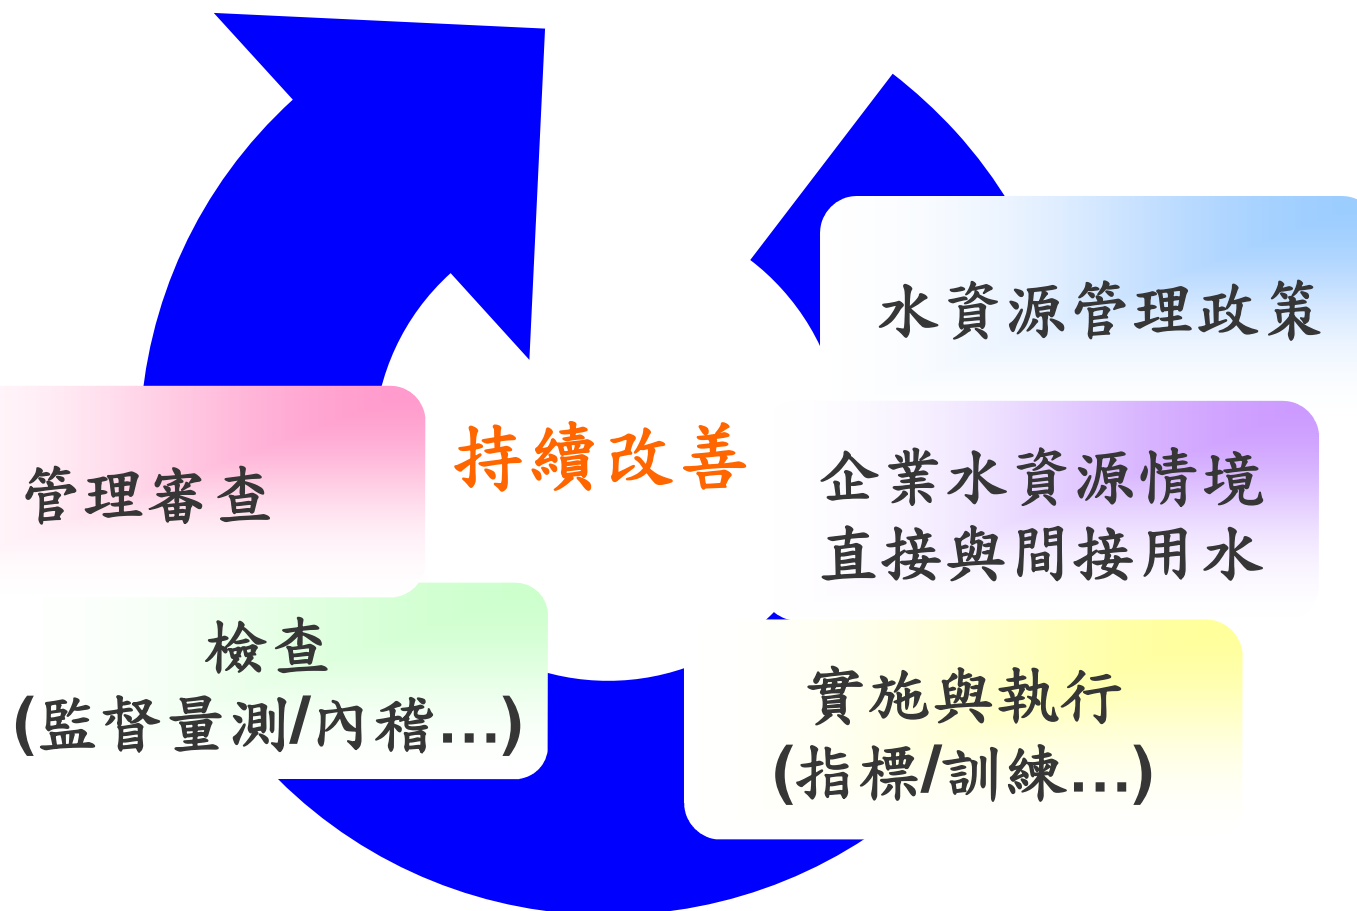 水資源管理政策
持續改善
企業水資源情境
直接與間接用水
管理審查
實施與執行
(指標/訓練...)
檢查
(監督量測/內稽...)